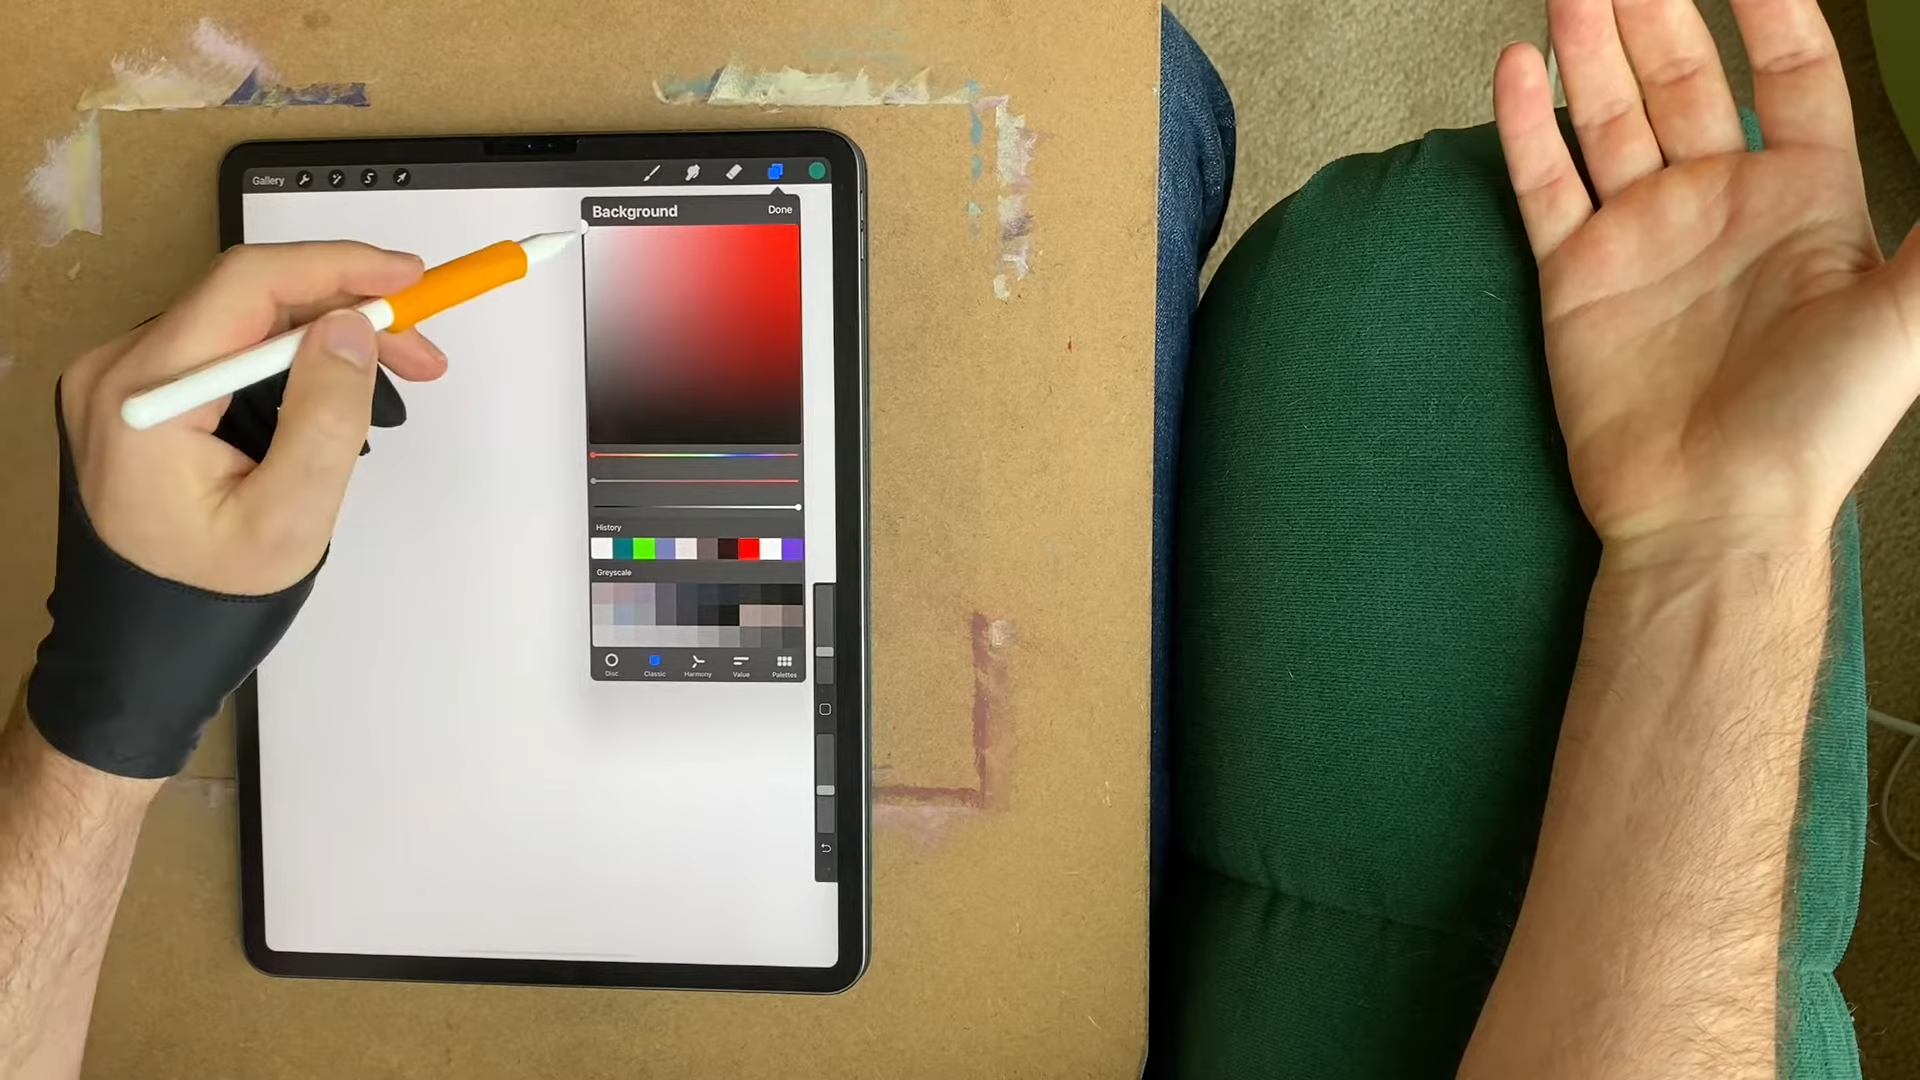 Gallery
Background Done
History
Greyscale
Disc Classic Harmony Value Palettes